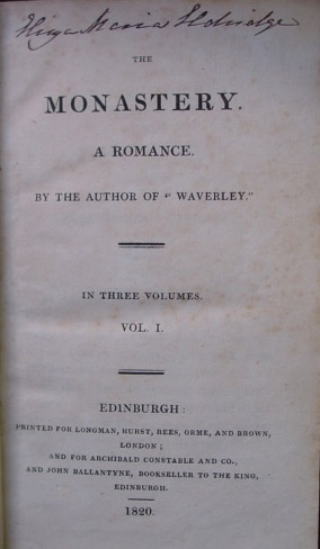 Maria
THE
MONASTERY.
A ROMANCE.
BY THE AUTHOR OF “ WAVERLEY.”
IN THREE VOLUMES.
VOL. I.
EDINBURGH:
PRINTED FOR LONGMAN, HURST, REES, ORME, AND BROWN,
LONDON;
AND FOR ARCHIBALD CONSTABLE AND CO.,
AND JOHN BALLANTYNE, BOOKSELLER TO THE KING,
EDINBURGH.
1820.